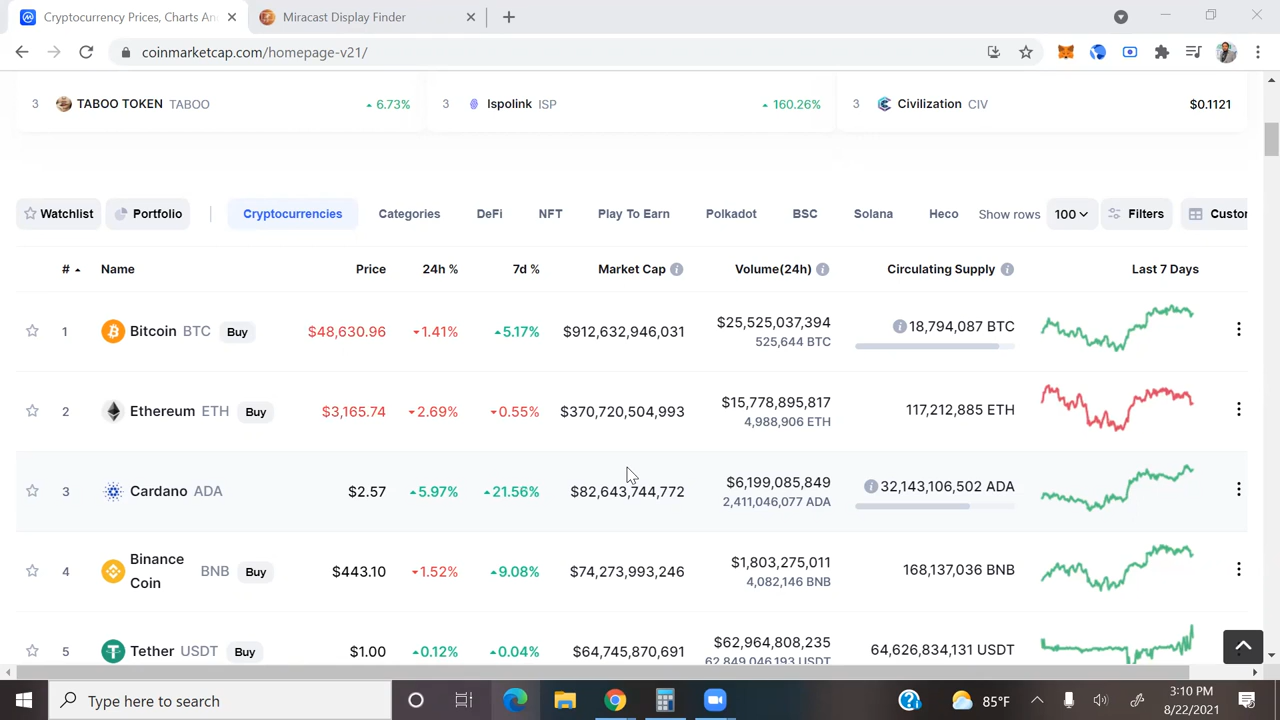 Cryptocurrency Prices, Charts An
Miracast Display Finder
coinmarketcap.com/homepage-v21/
3 TABOO TOKEN TABOO 6.73% 3 Ispolink ISP 160.26% 3 Civilization CIV $0.1121
Watchlist Portfolio Cryptocurrencies Categories DeFi NFT Play To Earn Polkadot BSC Solana Heco Show rows 100 Filters Custor
# Name Price 24h % 7d % Market Cap Volume(24h) Circulating Supply Last 7 Days
1 Bitcoin BTC Buy $48,630.96 1.41% 5.17% $912,632,946,031 $25,525,037,394 18,794,087 BTC
525,644 BTC
2 Ethereum ETH Buy $3,165.74 2.69% 0.55% $370,720,504,993 $15,778,895,817 117,212,885 ETH
4,988,906 ETH
3 Cardano ADA $2.57 5.97% 21.56% $82,643,744,772 $6,199,085,849 32,143,106,502 ADA
2,411,046,077 ADA
4 Binance Coin BNB Buy $443.10 1.52% 9.08% $74,273,993,246 $1,803,275,011 168,137,036 BNB
4,082,146 BNB
5 Tether USDT Buy $1.00 0.12% 0.04% $64,745,870,691 $62,964,808,235 64,626,834,131 USDT
62,849,046,193 USDT
Type here to search
85°F
3:10 PM
8/22/2021